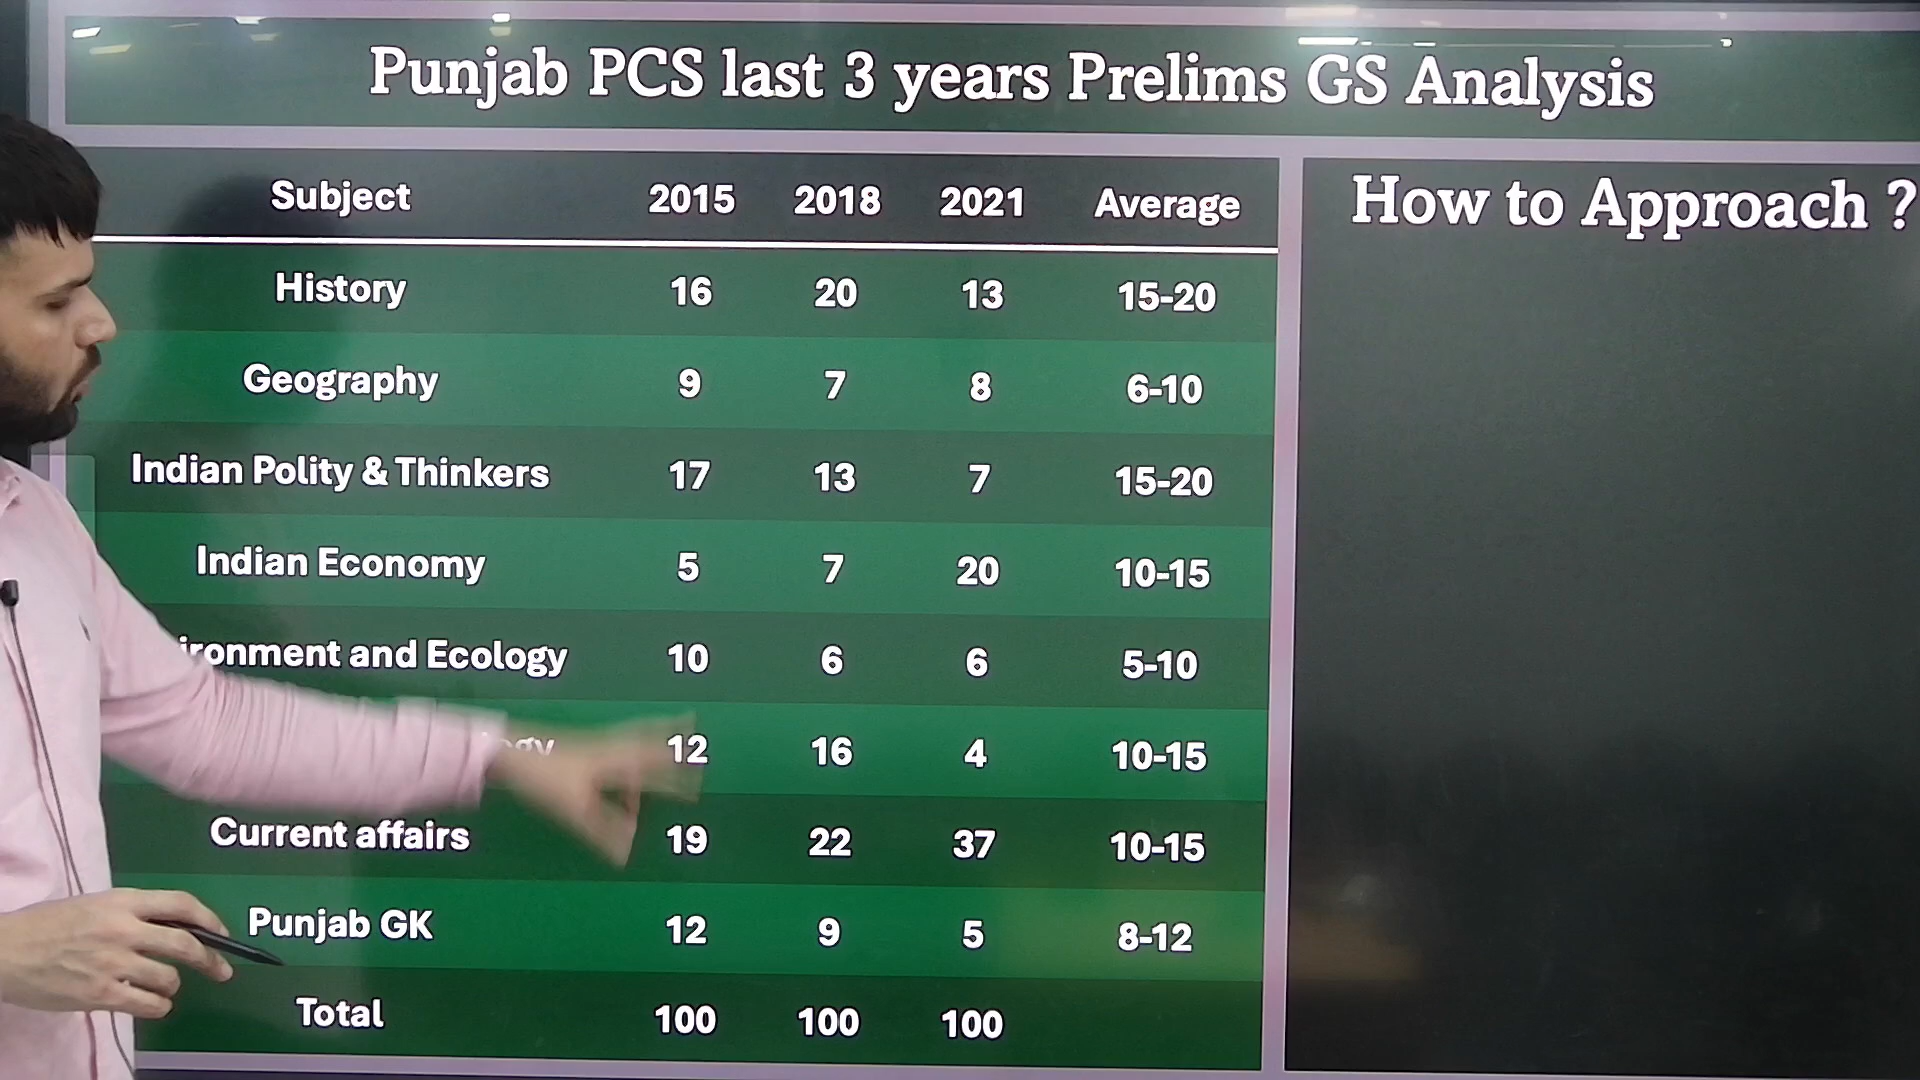 Punjab PCS last 3 years Prelims GS Analysis
Subject 2015 2018 2021 Average
History 16 20 13 15-20
Geography 9 7 8 6-10
Indian Polity & Thinkers 17 13 7 15-20
Indian Economy 5 7 20 10-15
ironment and Ecology 10 6 6 5-10
12 16 4 10-15
Current affairs 19 22 37 10-15
Punjab GK 12 9 5 8-12
Total 100 100 100
How to Approach ?